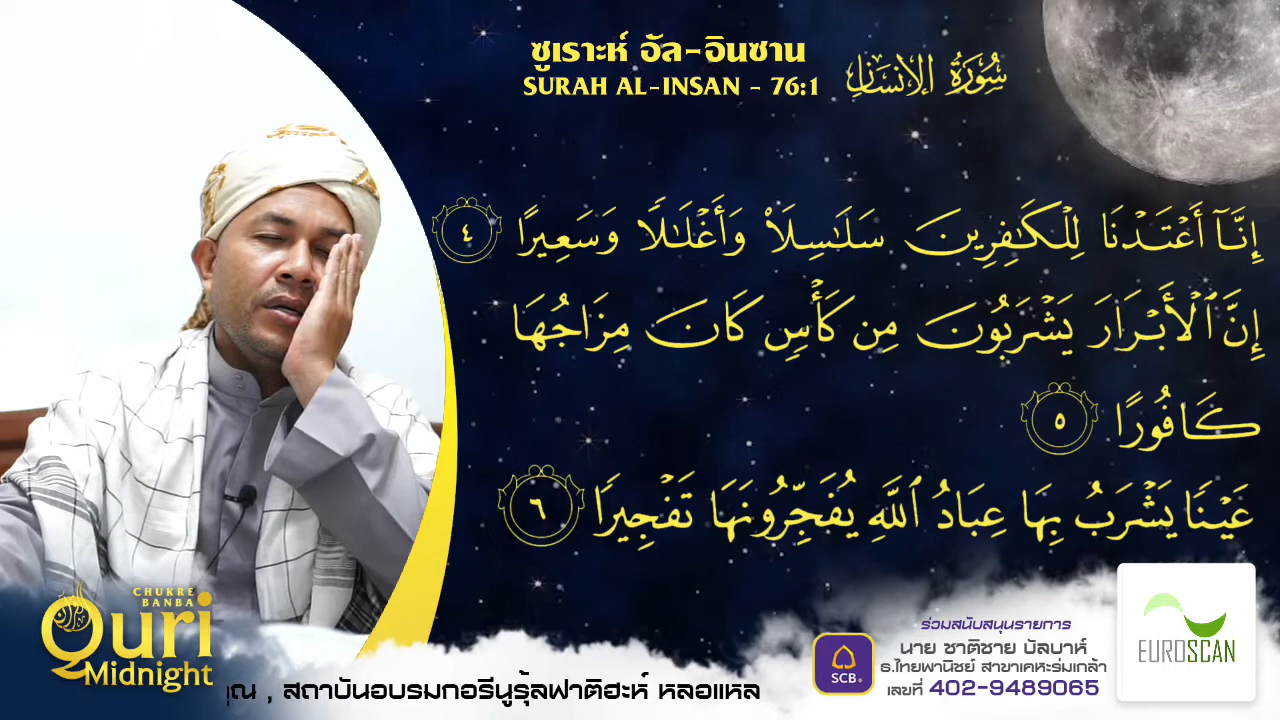 ซูเราะห์ อัล-อินซาน
SURAH AL-INSAN - 76:1
سُورَةُ الإِنسَانِ
إِنَّآ أَعْتَدْنَا لِلْكَٰفِرِينَ سَلَٰسِلَا۟ وَأَغْلَٰلًا وَسَعِيرًا ٤
إِنَّ ٱلْأَبْرَارَ يَشْرَبُونَ مِن كَأْسٍ كَانَ مِزَاجُهَا
كَافُورًا ٥
عَيْنًا يَشْرَبُ بِهَا عِبَادُ ٱللَّهِ يُفَجِّرُونَهَا تَفْجِيرًا ٦
CHUKRE
BANBA
Quri
Midnight
ุณ , สถาบันอบรมกอรีนูรุ้ลฟาติฮะห์ หลอแหล
SCB
ร่วมสนับสนุนรายการ
นาย ชาติชาย บัลบาห์
ธ.ไทยพานิชย์ สาขาเคหะร่มเกล้า
เลขที่ 402-9489065
EUROSCAN